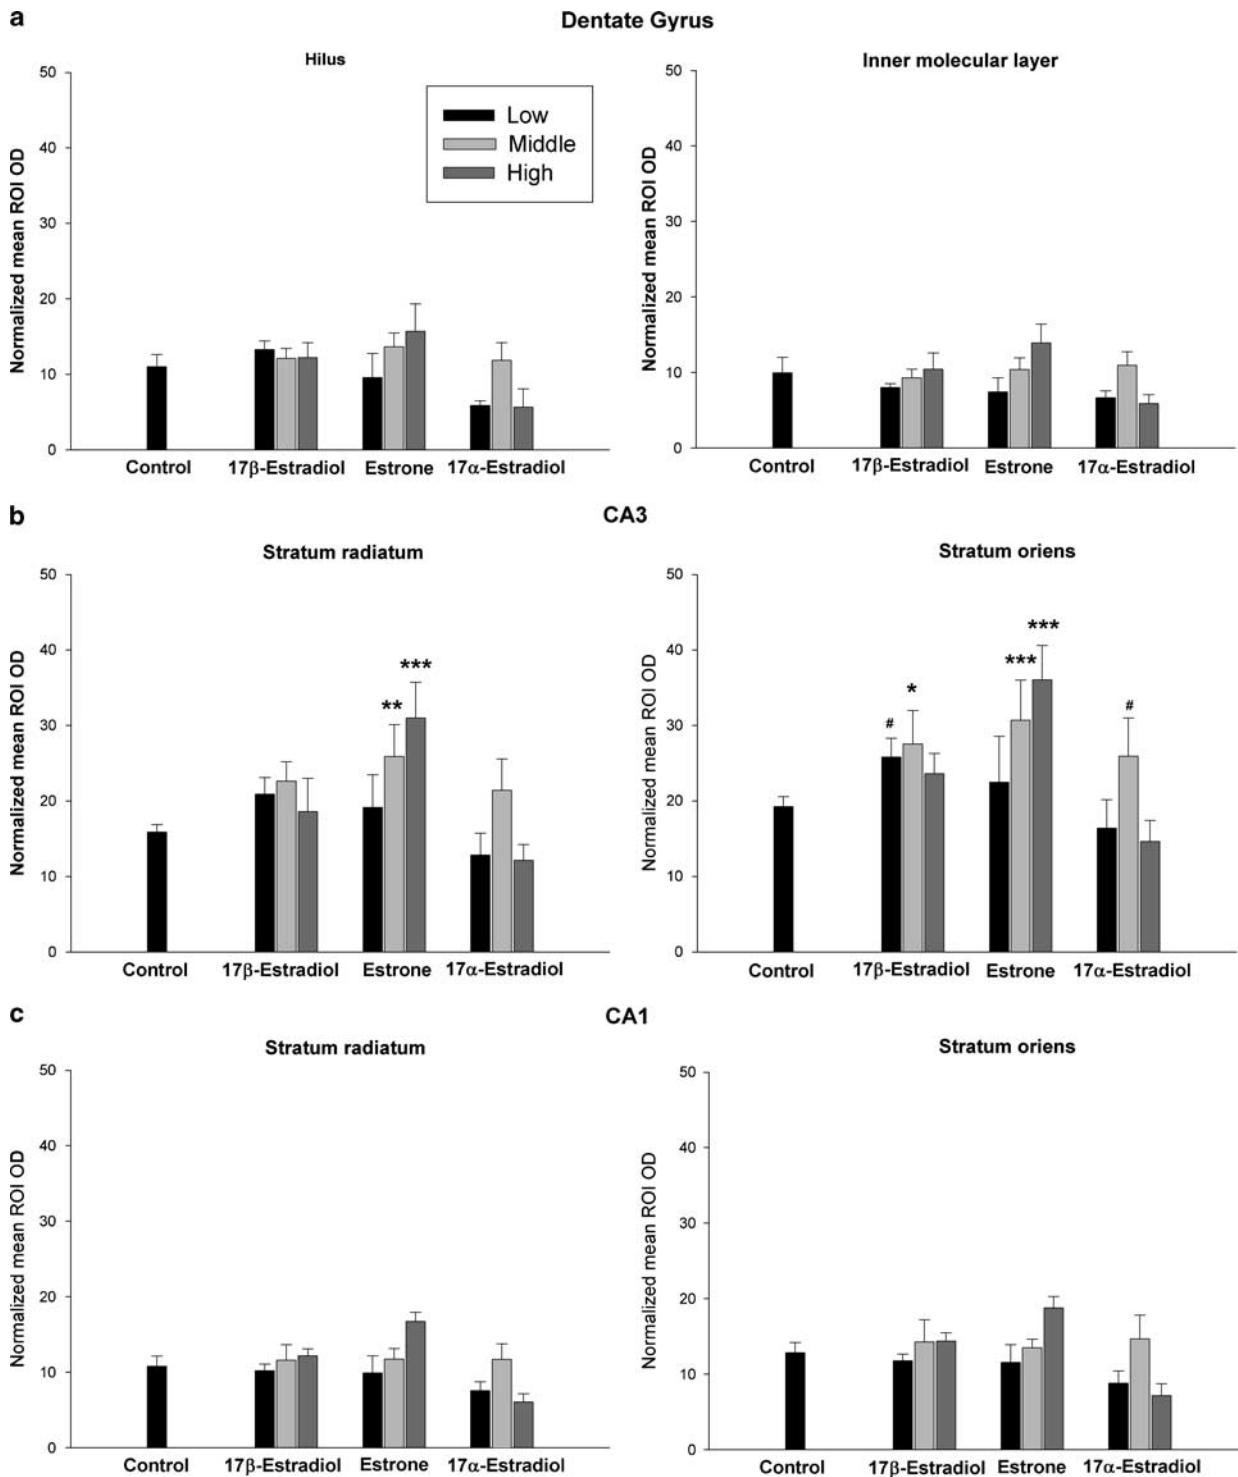 a
Dentate Gyrus
Hilus
Inner molecular layer
Low
Middle
High
Normalized mean ROI OD
50
40
30
20
10
0
Control 17β-Estradiol Estrone 17α-Estradiol
Normalized mean ROI OD
50
40
30
20
10
0
Control 17β-Estradiol Estrone 17α-Estradiol
b
CA3
Stratum radiatum
Stratum oriens
Normalized mean ROI OD
50
40
30
20
10
0
**
***
Control 17β-Estradiol Estrone 17α-Estradiol
Normalized mean ROI OD
50
40
30
20
10
0
#
*
***
***
#
Control 17β-Estradiol Estrone 17α-Estradiol
c
CA1
Stratum radiatum
Stratum oriens
Normalized mean ROI OD
50
40
30
20
10
0
Control 17β-Estradiol Estrone 17α-Estradiol
Normalized mean ROI OD
50
40
30
20
10
0
Control 17β-Estradiol Estrone 17α-Estradiol